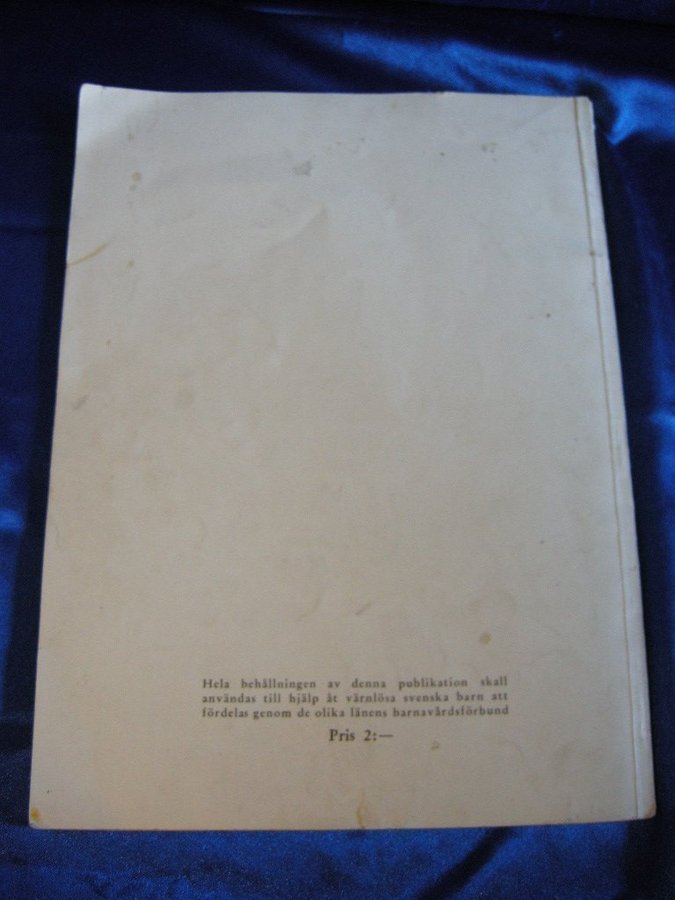 Hela behållningen av denna publikation skall
användas till hjälp åt värnlösa svenska barn att
fördelas genom de olika länens barnavårdsförbund
Pris 2:—